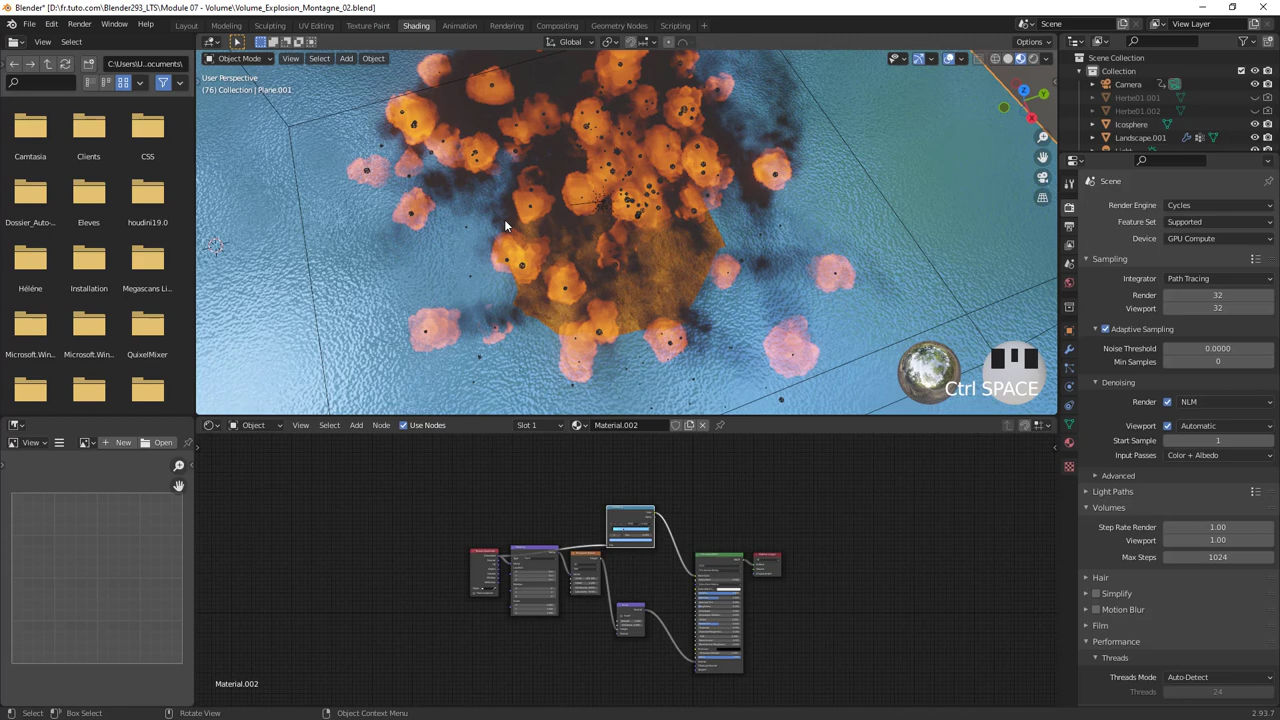 Blender* [D:\fr.tuto.com\Blender293_LTS\Module 07 - Volume\Volume_Explosion_Montagne_02.blend]
File Edit Render Window Help Layout Modeling Sculpting UV Editing Texture Paint Shading Animation Rendering Compositing Geometry Nodes Scripting + Scene View Layer
View Select Global Options
C:\Users\U...ocuments\ Object Mode View Select Add Object
User Perspective
(76) Collection | Plane.001
Scene Collection
Collection
Camera
Herbe01.001
Herbe01.002
Icosphere
Landscape.001
Camtasia Clients CSS
Dossier_Auto-... Eleves houdini19.0
Héléne Installation Megascans Li...
Microsoft.Win... Microsoft.Win... QuixelMixer
X Y Z
Ctrl SPACE
Scene
Render Engine Cycles
Feature Set Supported
Device GPU Compute
Sampling
Integrator Path Tracing
Render 32
Viewport 32
Adaptive Sampling
Noise Threshold 0.0000
Min Samples 0
Denoising
Render NLM
Viewport Automatic
Start Sample 1
Input Passes Color + Albedo
Advanced
Light Paths
Volumes
Step Rate Render 1.00
Viewport 1.00
Max Steps 1024
Hair
Simplify
Motion Blur
Film
Performance
Threads
Threads Mode Auto-Detect
Threads 24
View New Open
Object View Select Add Node Use Nodes Slot 1 Material.002
Material.002
Select Box Select Rotate View Object Context Menu 2.93.7